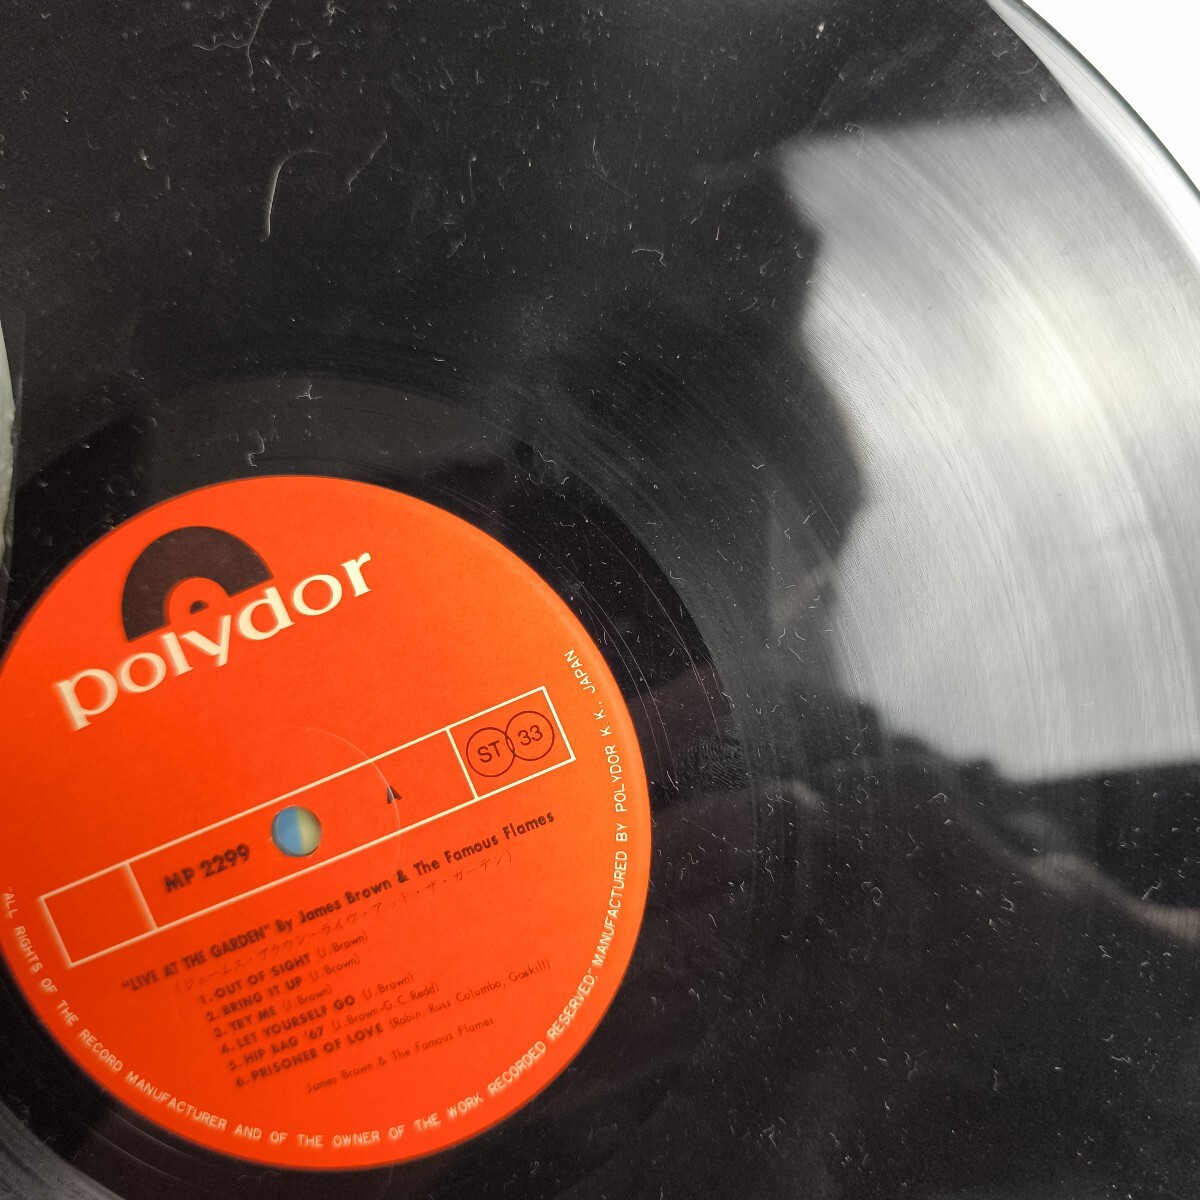 polydor
ST 33
MP 2299 A
"LIVE AT THE GARDEN" By James Brown & The Famous Flames
(ジェームス・ブラウン・ライヴ・アット・ザ・ガーデン)
1. OUT OF SIGHT (J. Brown)
2. BRING IT UP (J. Brown)
3. TRY ME (J. Brown)
4. LET YOURSELF GO (J. Brown)
5. HIP BAG '67 (J. Brown-G. C. Redd)
6. PRISONER OF LOVE (Robin, Russ Columbo, Gaskill)
James Brown & The Famous Flames
"ALL RIGHTS OF THE RECORD MANUFACTURER AND OF THE OWNER OF THE WORK RECORDED RESERVED." MANUFACTURED BY POLYDOR K K., JAPAN